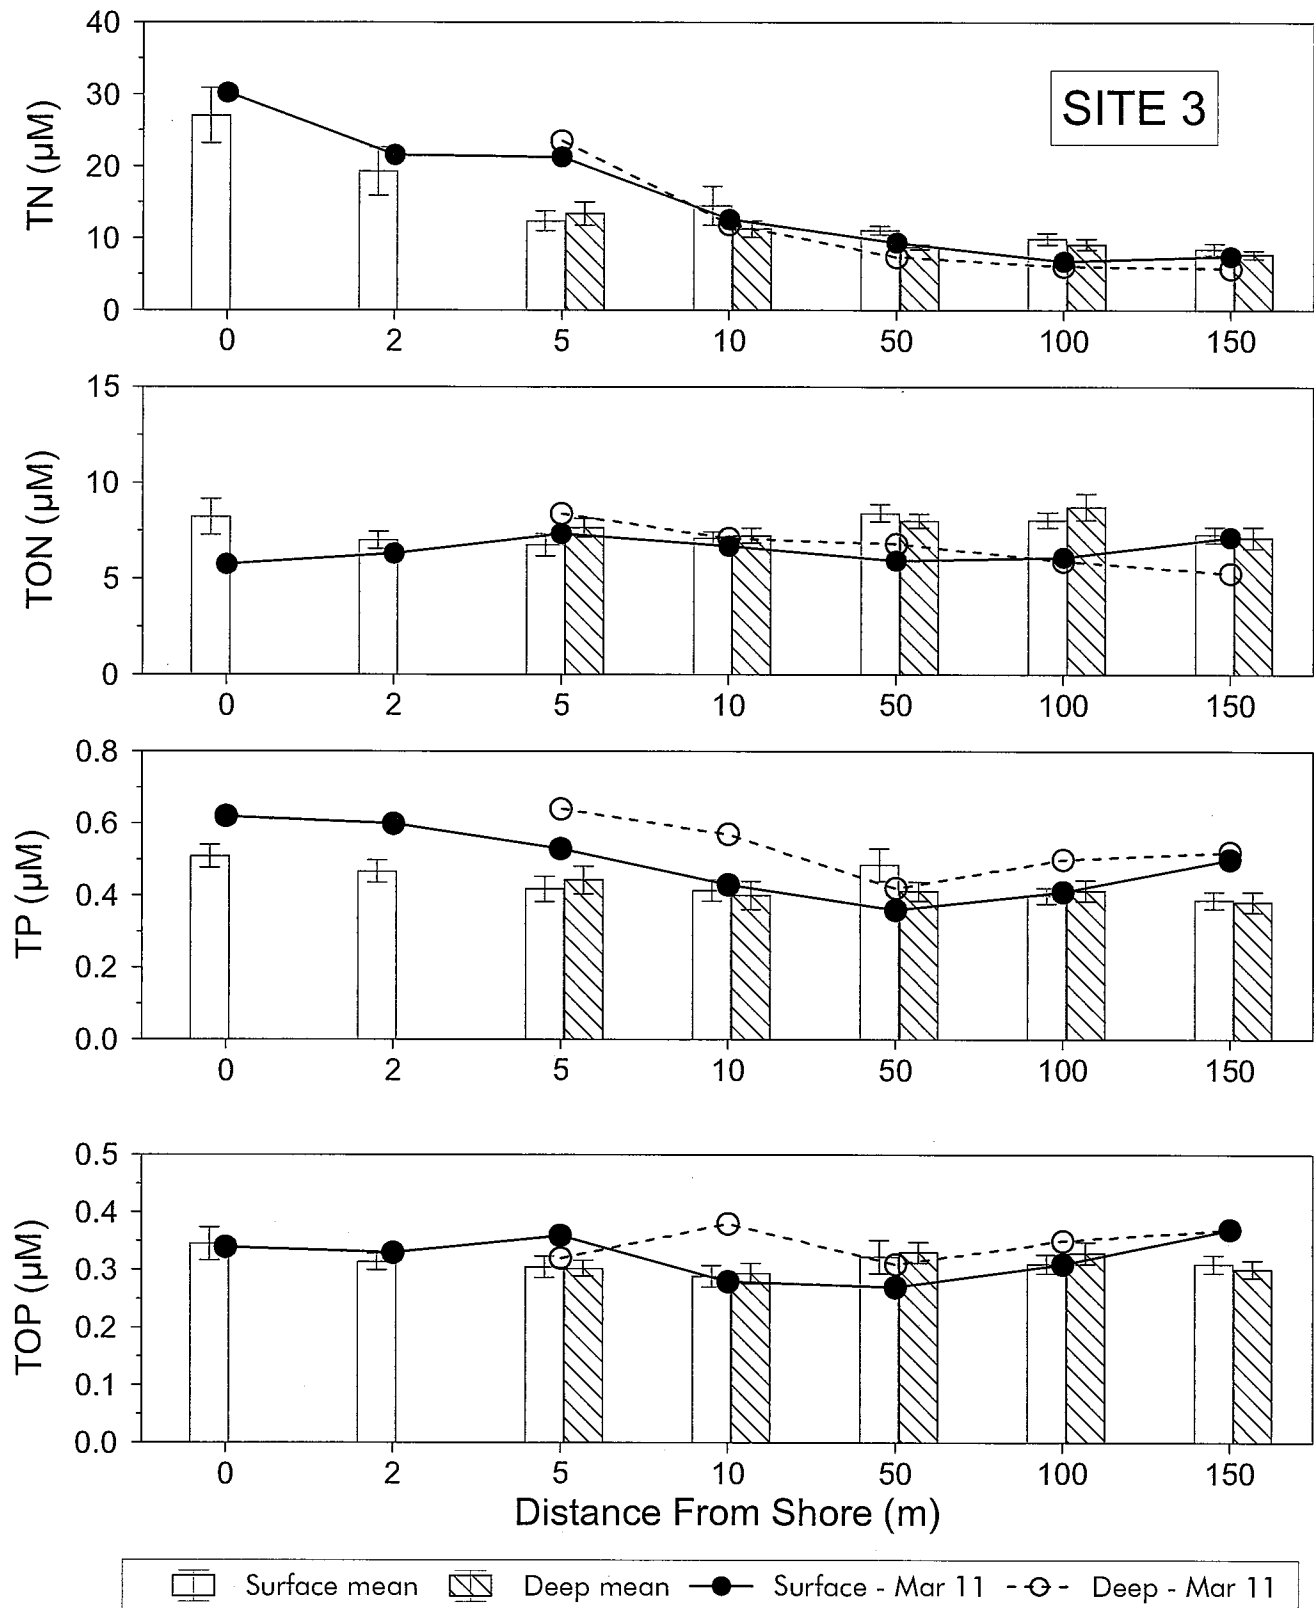 40
30
20
10
0
TN (µM)
SITE 3
0 2 5 10 50 100 150
15
10
5
0
TON (µM)
0 2 5 10 50 100 150
0.8
0.6
0.4
0.2
0.0
TP (µM)
0 2 5 10 50 100 150
0.5
0.4
0.3
0.2
0.1
0.0
TOP (µM)
0 2 5 10 50 100 150
Distance From Shore (m)
Surface mean Deep mean Surface - Mar 11 Deep - Mar 11